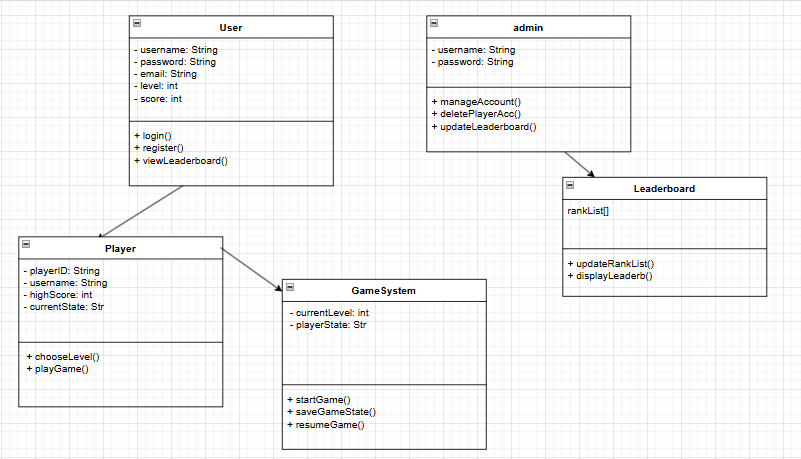 User
- username: String
- password: String
- email: String
- level: int
- score: int
+ login()
+ register()
+ viewLeaderboard()
admin
- username: String
- password: String
+ manageAccount()
+ deletePlayerAcc()
+ updateLeaderboard()
Leaderboard
rankList[]
+ updateRankList()
+ displayLeaderb()
Player
- playerID: String
- username: String
- highScore: int
- currentState: Str
+ chooseLevel()
+ playGame()
GameSystem
- currentLevel: int
- playerState: Str
+ startGame()
+ saveGameState()
+ resumeGame()